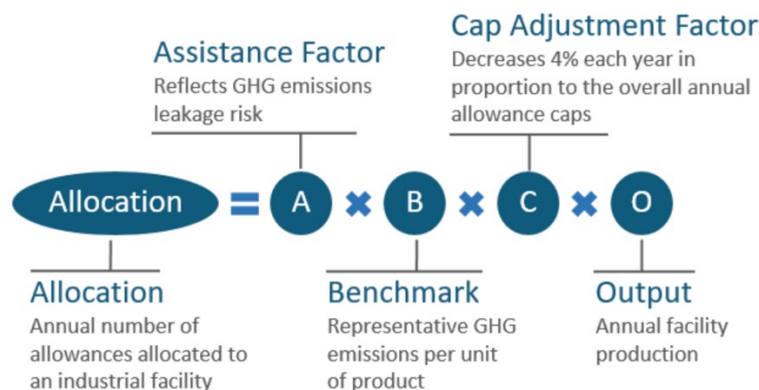 Cap Adjustment Factor
Decreases 4% each year in
proportion to the overall annual
allowance caps
Assistance Factor
Reflects GHG emissions
leakage risk
Allocation = A × B × C × O
Allocation
Annual number of
allowances allocated to
an industrial facility
Benchmark
Representative GHG
emissions per unit
of product
Output
Annual facility
production